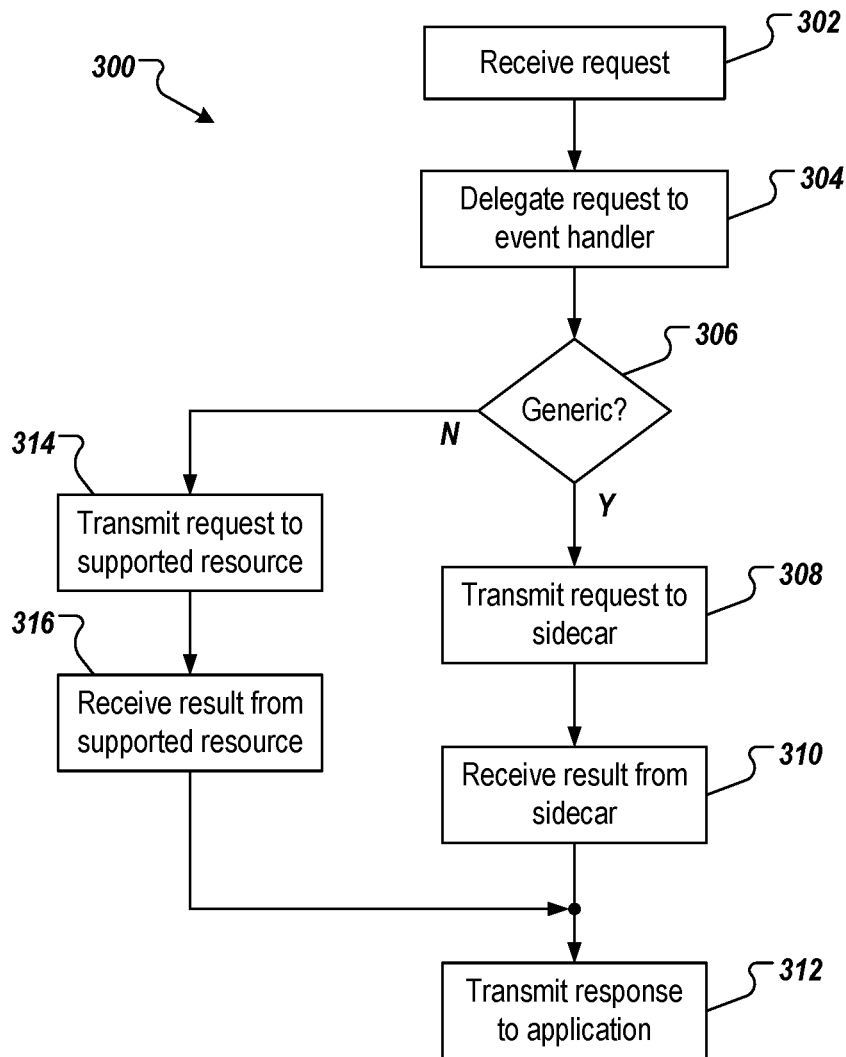 302
Receive request
300
304
Delegate request to
event handler
306
Generic?
N
Y
314
Transmit request to
supported resource
308
Transmit request to
sidecar
316
Receive result from
supported resource
310
Receive result from
sidecar
312
Transmit response
to application